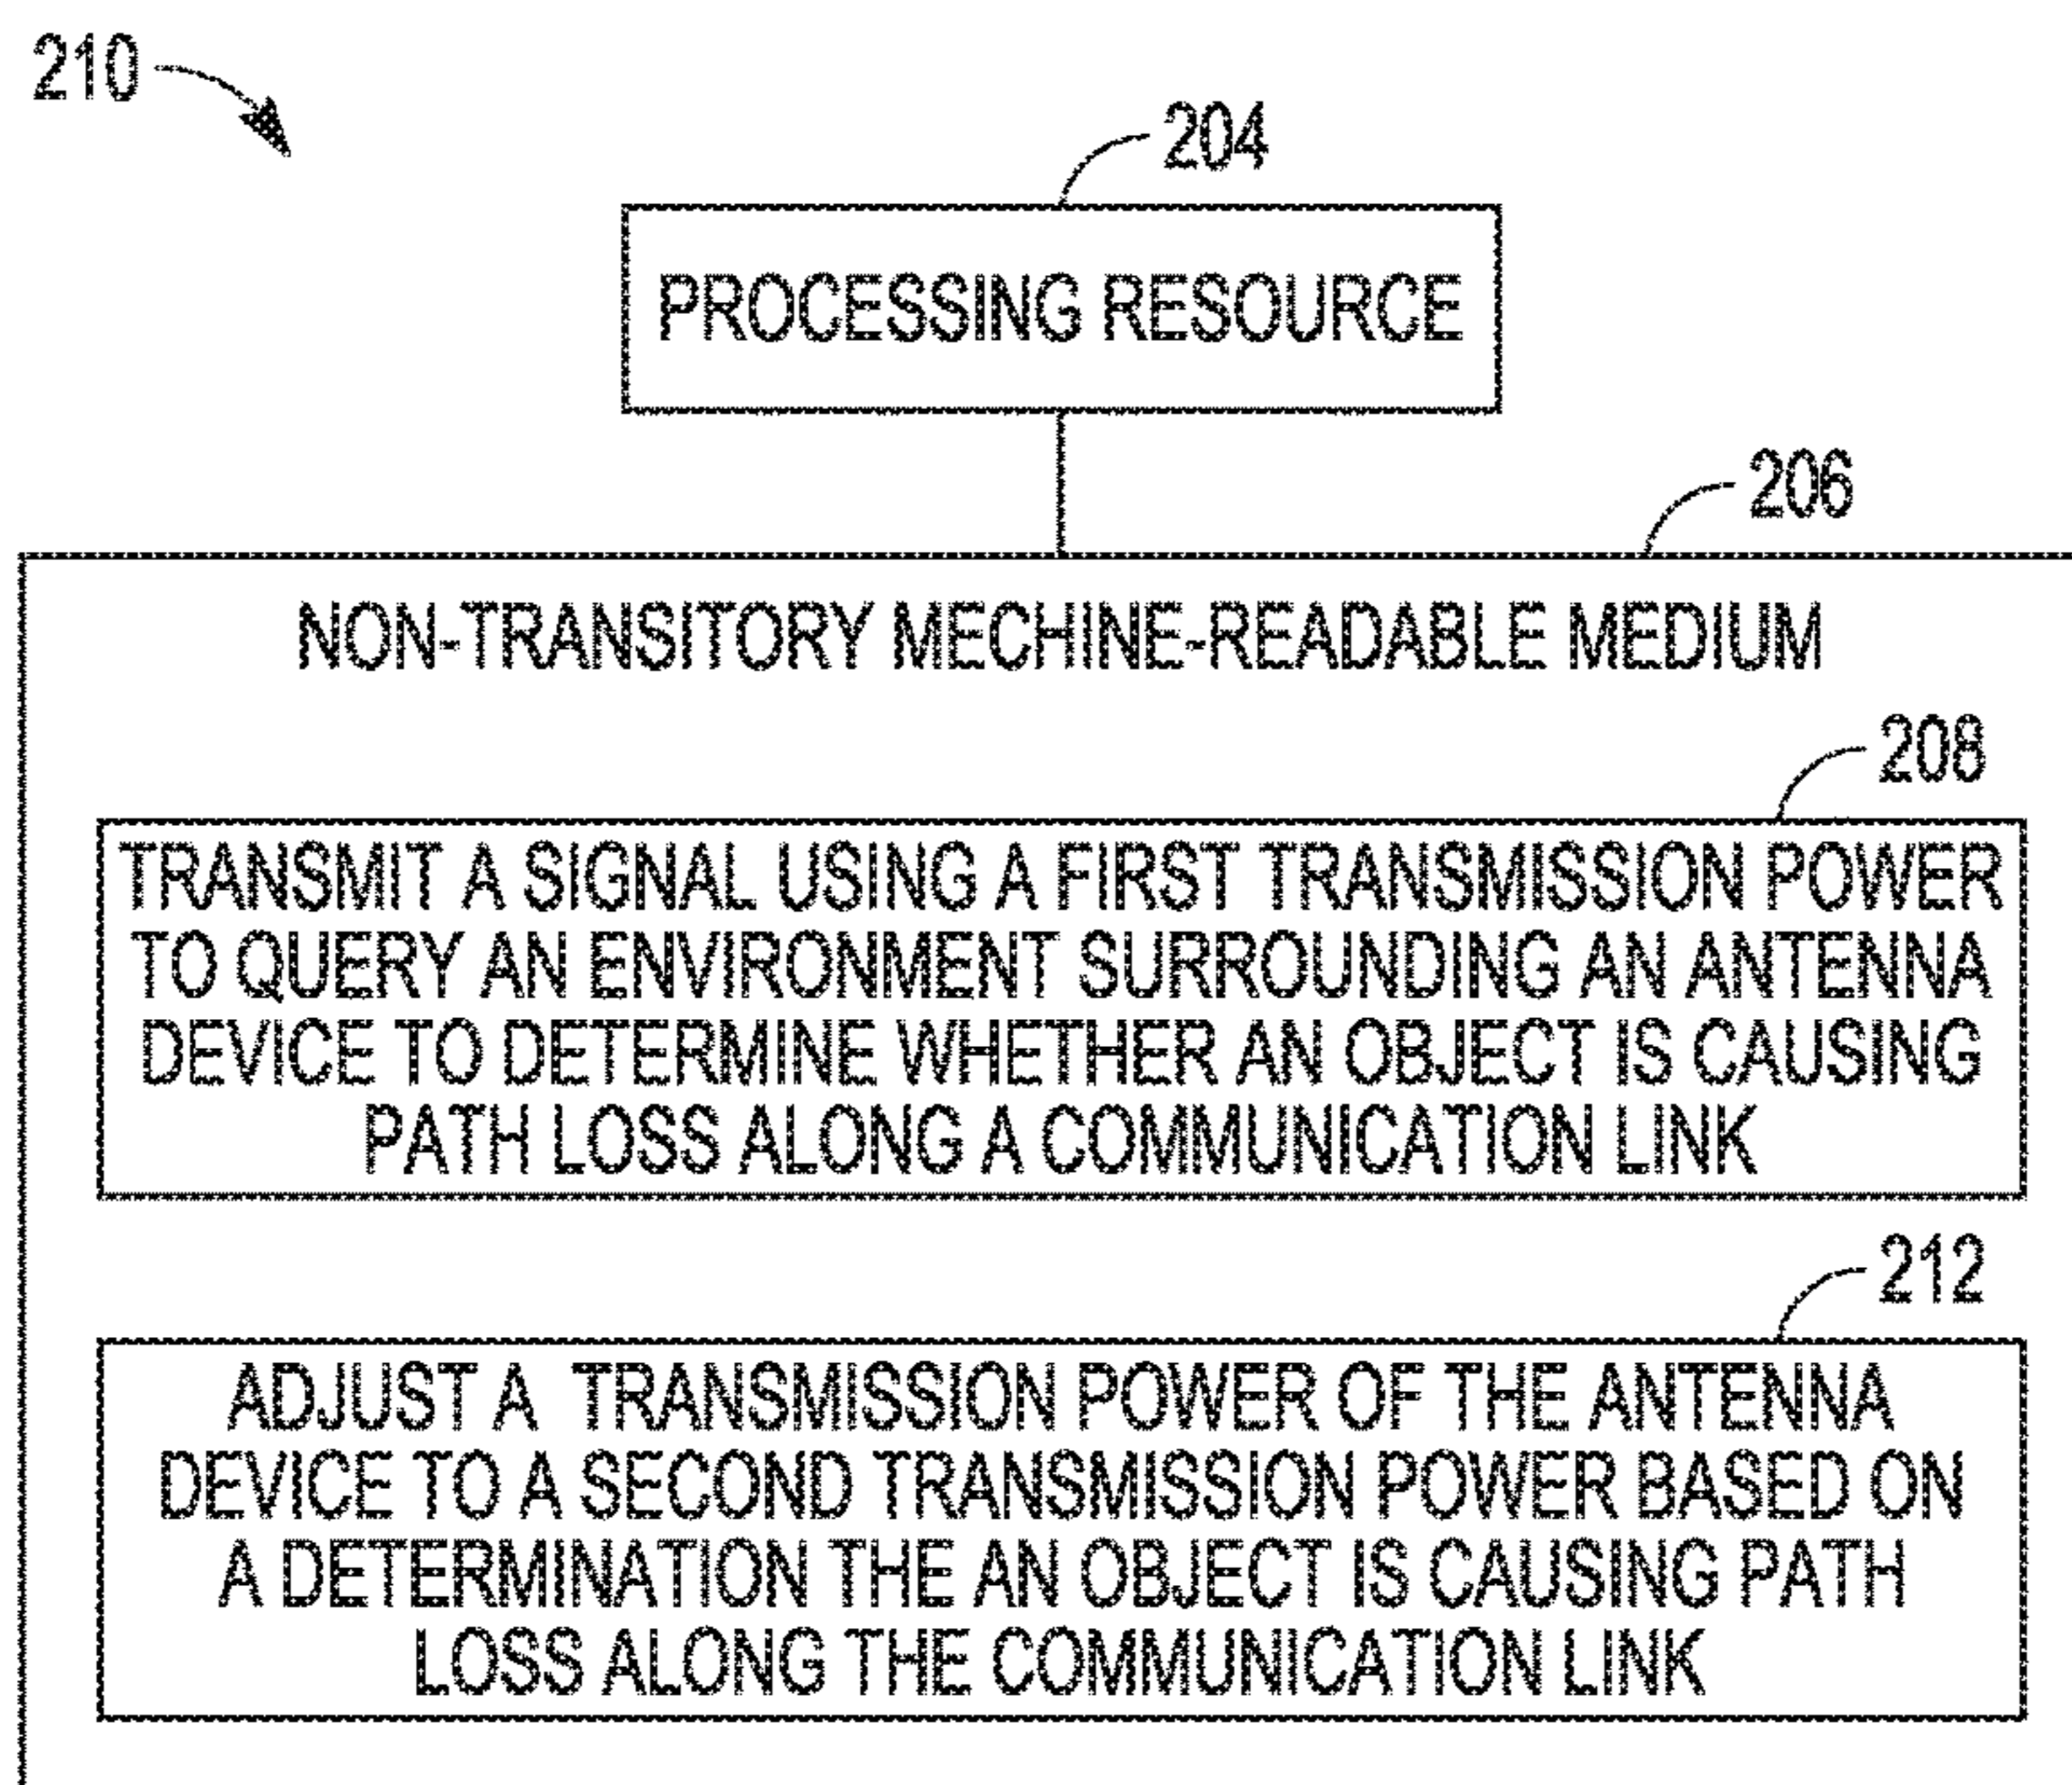 210
204
PROCESSING RESOURCE
206
NON-TRANSITORY MECHINE-READABLE MEDIUM
208
TRANSMIT A SIGNAL USING A FIRST TRANSMISSION POWER
TO QUERY AN ENVIRONMENT SURROUNDING AN ANTENNA
DEVICE TO DETERMINE WHETHER AN OBJECT IS CAUSING
PATH LOSS ALONG A COMMUNICATION LINK
212
ADJUST A TRANSMISSION POWER OF THE ANTENNA
DEVICE TO A SECOND TRANSMISSION POWER BASED ON
A DETERMINATION THE AN OBJECT IS CAUSING PATH
LOSS ALONG THE COMMUNICATION LINK